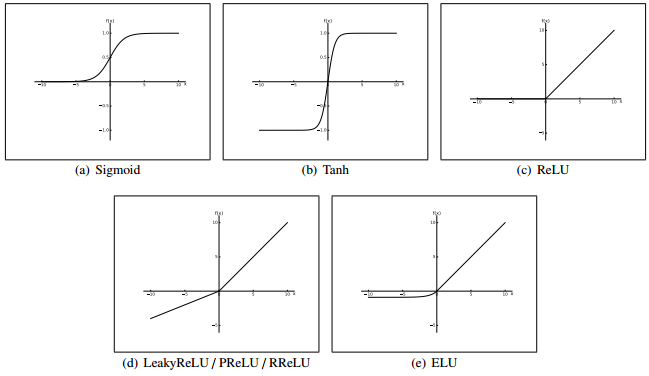 f(x)
1.0
0.5
−10 −5 5 10 x
−0.5
−1.0
(a) Sigmoid
f(x)
1.0
0.5
−10 −5 5 10 x
−0.5
−1.0
(b) Tanh
f(x)
10
5
−10 −5 5 10 x
−5
(c) ReLU
f(x)
10
5
−10 −5 5 10 x
−5
(d) LeakyReLU / PReLU / RReLU
f(x)
10
5
−10 −5 5 10 x
−5
(e) ELU